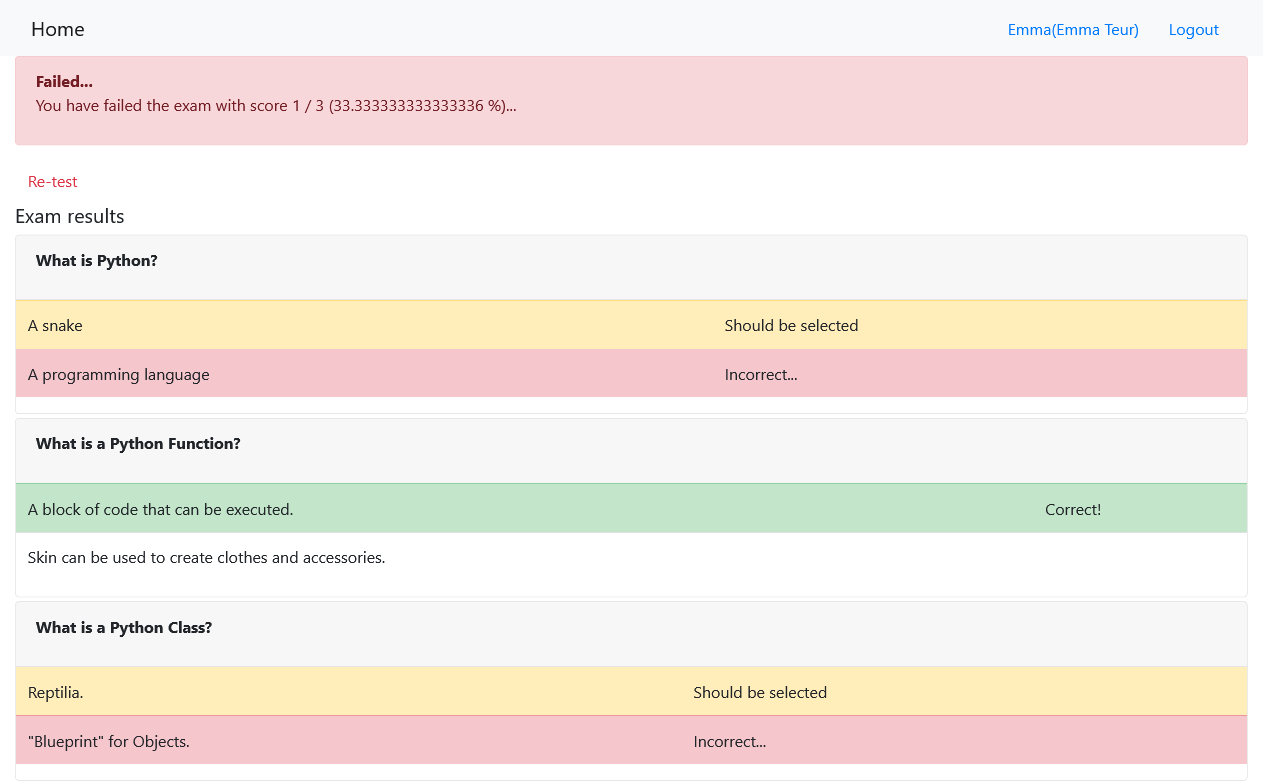 Home
Emma(Emma Teur) Logout
Failed...
You have failed the exam with score 1 / 3 (33.333333333333336 %)...
Re-test
Exam results
What is Python?
A snake Should be selected
A programming language Incorrect...
What is a Python Function?
A block of code that can be executed. Correct!
Skin can be used to create clothes and accessories.
What is a Python Class?
Reptilia. Should be selected
"Blueprint" for Objects. Incorrect...